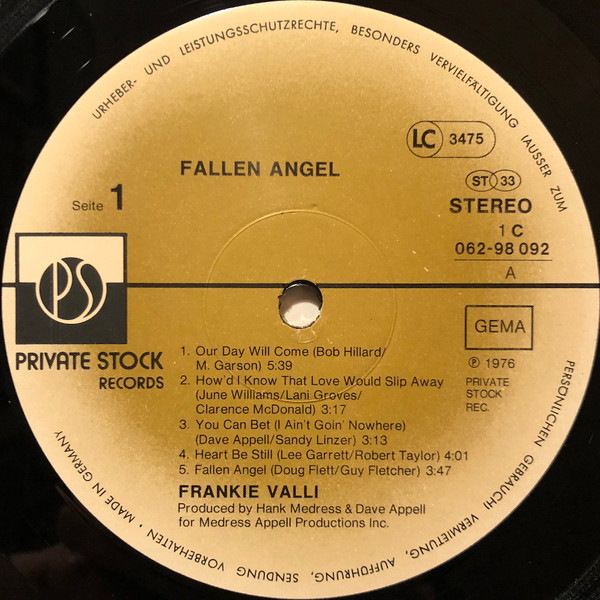 URHEBER- UND LEISTUNGSSCHUTZRECHTE, BESONDERS VERVIELFÄLTIGUNG (AUSSER ZUM
PERSÖNLICHEN GEBRAUCH) VERMIETUNG, AUFFÜHRUNG, SENDUNG VORBEHALTEN • MADE IN GERMANY
LC 3475
FALLEN ANGEL
ST 33
Seite 1
STEREO
1 C
062-98 092
A
PS
GEMA
PRIVATE STOCK
RECORDS
℗ 1976
PRIVATE
STOCK
REC.
1. Our Day Will Come (Bob Hillard/
M. Garson) 5:39
2. How'd I Know That Love Would Slip Away
(June Williams/Lani Groves/
Clarence McDonald) 3:17
3. You Can Bet (I Ain't Goin' Nowhere)
(Dave Appell/Sandy Linzer) 3:13
4. Heart Be Still (Lee Garrett/Robert Taylor) 4:01
5. Fallen Angel (Doug Flett/Guy Fletcher) 3:47
FRANKIE VALLI
Produced by Hank Medress & Dave Appell
for Medress Appell Productions Inc.